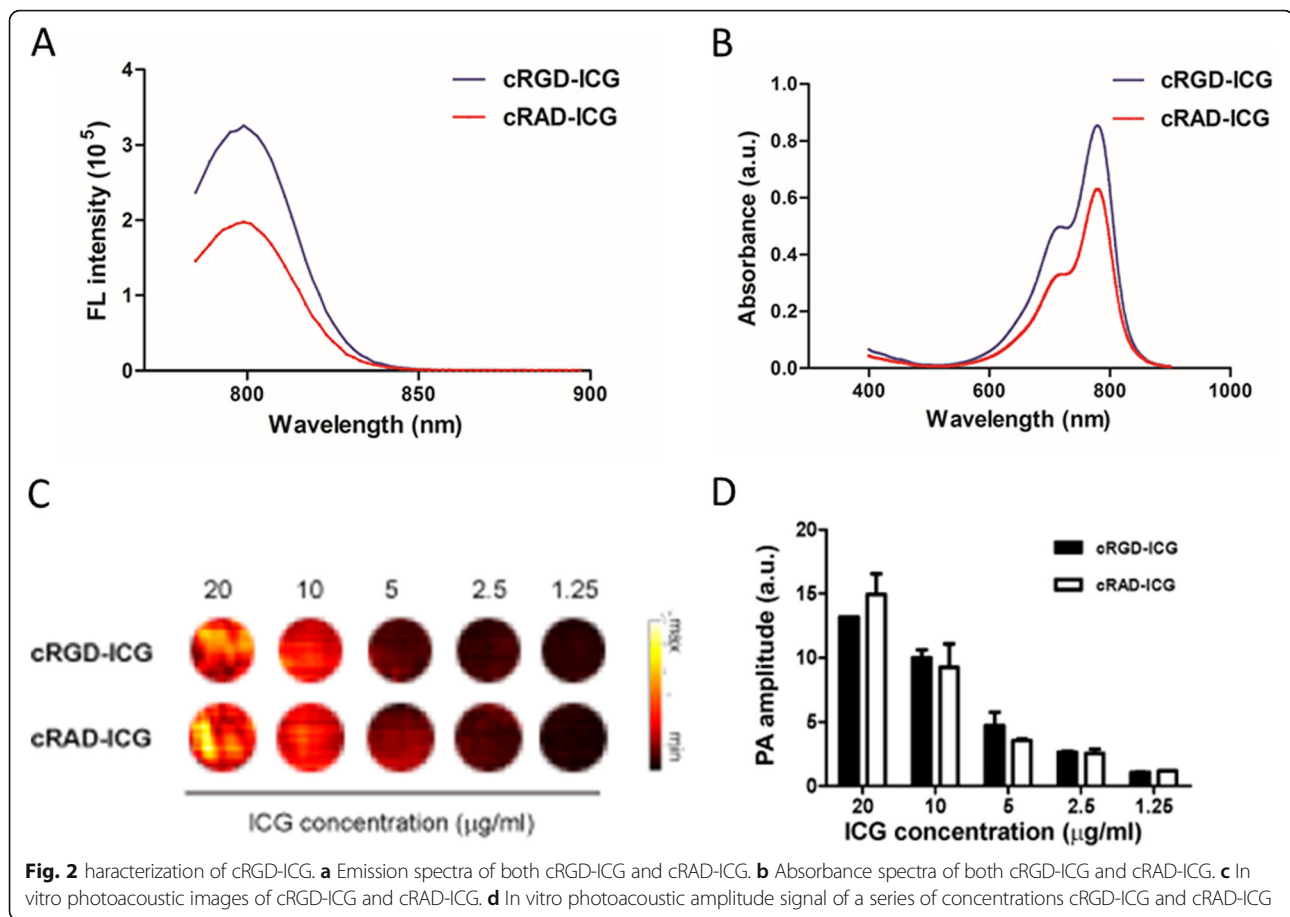 A
FL intensity (10⁵)
4
3
2
1
0
800
850
900
Wavelength (nm)
cRGD-ICG
cRAD-ICG
B
Absorbance (a.u.)
1.0
0.8
0.6
0.4
0.2
0.0
400
600
800
1000
Wavelength (nm)
cRGD-ICG
cRAD-ICG
C
20 10 5 2.5 1.25
cRGD-ICG
cRAD-ICG
max
min
ICG concentration (μg/ml)
D
PA amplitude (a.u.)
20
15
10
5
0
20 10 5 2.5 1.25
ICG concentration (μg/ml)
cRGD-ICG
cRAD-ICG
Fig. 2 haracterization of cRGD-ICG. a Emission spectra of both cRGD-ICG and cRAD-ICG. b Absorbance spectra of both cRGD-ICG and cRAD-ICG. c In
vitro photoacoustic images of cRGD-ICG and cRAD-ICG. d In vitro photoacoustic amplitude signal of a series of concentrations cRGD-ICG and cRAD-ICG